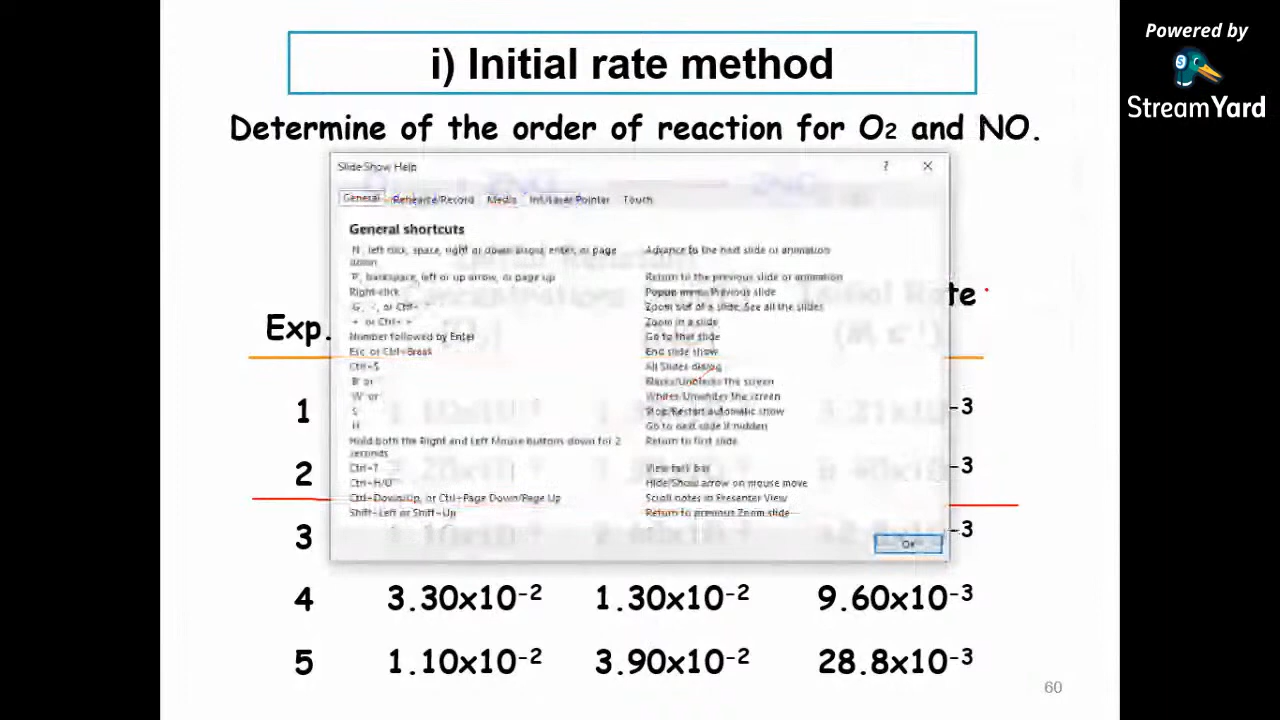 i) Initial rate method
Powered by
StreamYard
Determine of the order of reaction for O2 and NO.
Slide Show Help
? ×
General Rehearse/Record Media Ink/Laser Pointer Touch
General shortcuts
'N', left click, space, right or down arrow, enter, or page down Advance to the next slide or animation
'P', backspace, left or up arrow, or page up Return to the previous slide or animation
Right-click Popup menu/Previous slide
Zoom out of a slide; See all the slides
Zoom in a slide
Number followed by Enter Go to that slide
Esc, or Ctrl+Break End slide show
Ctrl+S All Slides dialog
'B' or Blacks/Unblacks the screen
'W' or Whites/Unwhites the screen
Stop/Restart automatic show
'H' Go to next slide if hidden
Hold both the Right and Left Mouse buttons down for 2 seconds Return to first slide
Ctrl+T View task bar
Ctrl+H/U Hide/Show arrow on mouse move
Ctrl+Down/Up, or Ctrl+Page Down/Page Up Scroll notes in Presenter View
Shift+Left or Shift+Up Return to previous Zoom slide
OK
Exp.
1 -3
2 -3
3 -3
4 3.30x10-2 1.30x10-2 9.60x10-3
5 1.10x10-2 3.90x10-2 28.8x10-3
60